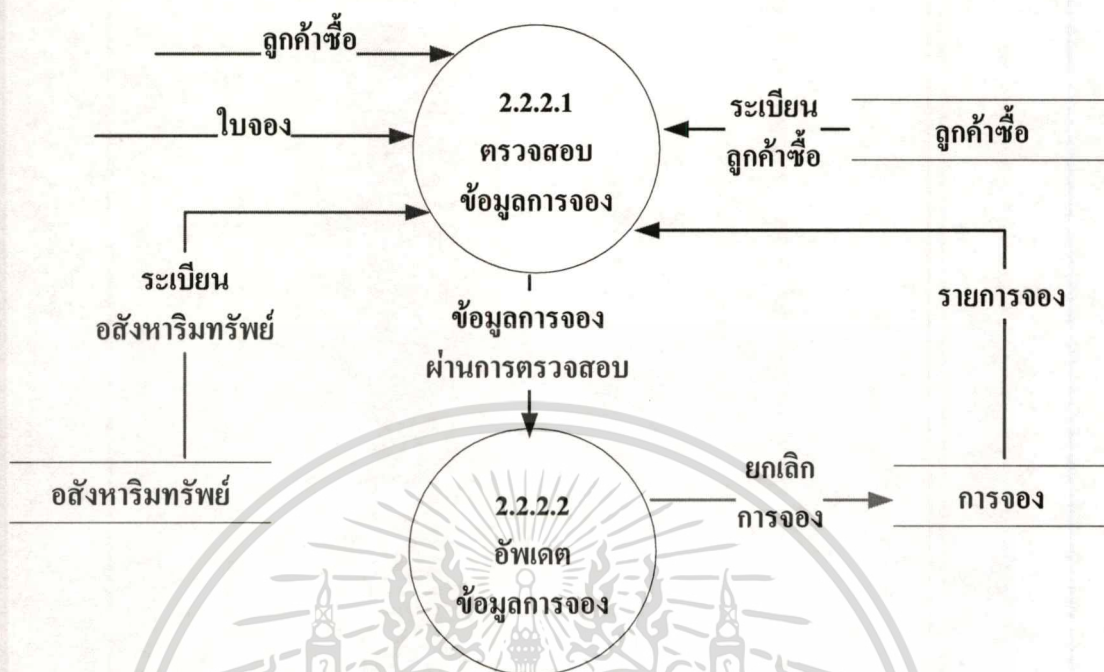 ลูกค้าซื้อ
ใบจอง
2.2.2.1
ตรวจสอบ
ข้อมูลการจอง
ระเบียน
ลูกค้าซื้อ
ลูกค้าซื้อ
ระเบียน
อสังหาริมทรัพย์
ข้อมูลการจอง
ผ่านการตรวจสอบ
รายการจอง
อสังหาริมทรัพย์
2.2.2.2
อัพเดต
ข้อมูลการจอง
ยกเลิก
การจอง
การจอง